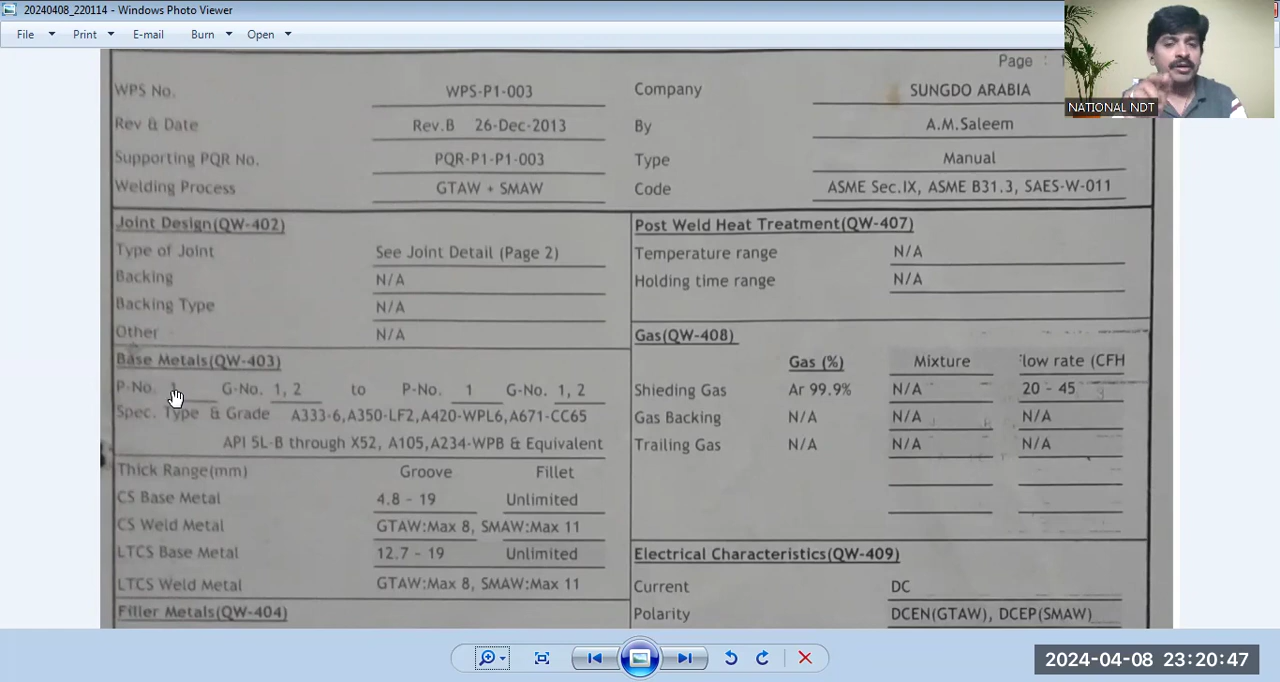 20240408_220114 - Windows Photo Viewer
File Print E-mail Burn Open
NATIONAL NDT
Page :
WPS No. WPS-P1-003
Rev & Date Rev.B 26-Dec-2013
Supporting PQR No. PQR-P1-P1-003
Welding Process GTAW + SMAW
Company SUNGDO ARABIA
By A.M.Saleem
Type Manual
Code ASME Sec.IX, ASME B31.3, SAES-W-011
Joint Design(QW-402)
Type of Joint See Joint Detail (Page 2)
Backing N/A
Backing Type N/A
Other N/A
Base Metals(QW-403)
P-No. 1 G-No. 1, 2 to P-No. 1 G-No. 1, 2
Spec. Type & Grade A333-6,A350-LF2,A420-WPL6,A671-CC65
API 5L-B through X52, A105,A234-WPB & Equivalent
Thick Range(mm) Groove Fillet
CS Base Metal 4.8 - 19 Unlimited
CS Weld Metal GTAW:Max 8, SMAW:Max 11
LTCS Base Metal 12.7 - 19 Unlimited
LTCS Weld Metal GTAW:Max 8, SMAW:Max 11
Filler Metals(QW-404)
Post Weld Heat Treatment(QW-407)
Temperature range N/A
Holding time range N/A
Gas(QW-408)
Gas (%) Mixture low rate (CFH
Shieding Gas Ar 99.9% N/A 20 - 45
Gas Backing N/A N/A N/A
Trailing Gas N/A N/A N/A
Electrical Characteristics(QW-409)
Current DC
Polarity DCEN(GTAW), DCEP(SMAW)
2024-04-08 23:20:47